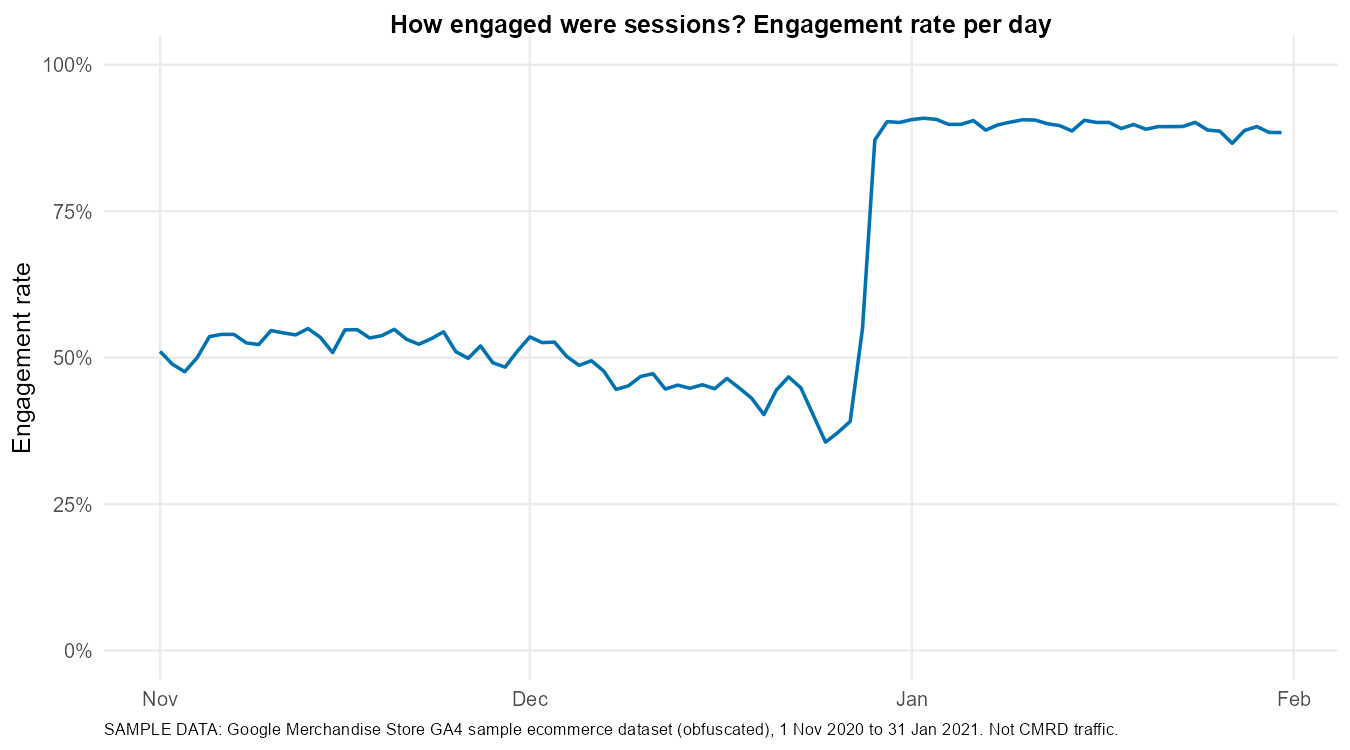 How engaged were sessions? Engagement rate per day
100%
75%
50%
25%
0%
Engagement rate
Nov Dec Jan Feb
SAMPLE DATA: Google Merchandise Store GA4 sample ecommerce dataset (obfuscated), 1 Nov 2020 to 31 Jan 2021. Not CMRD traffic.